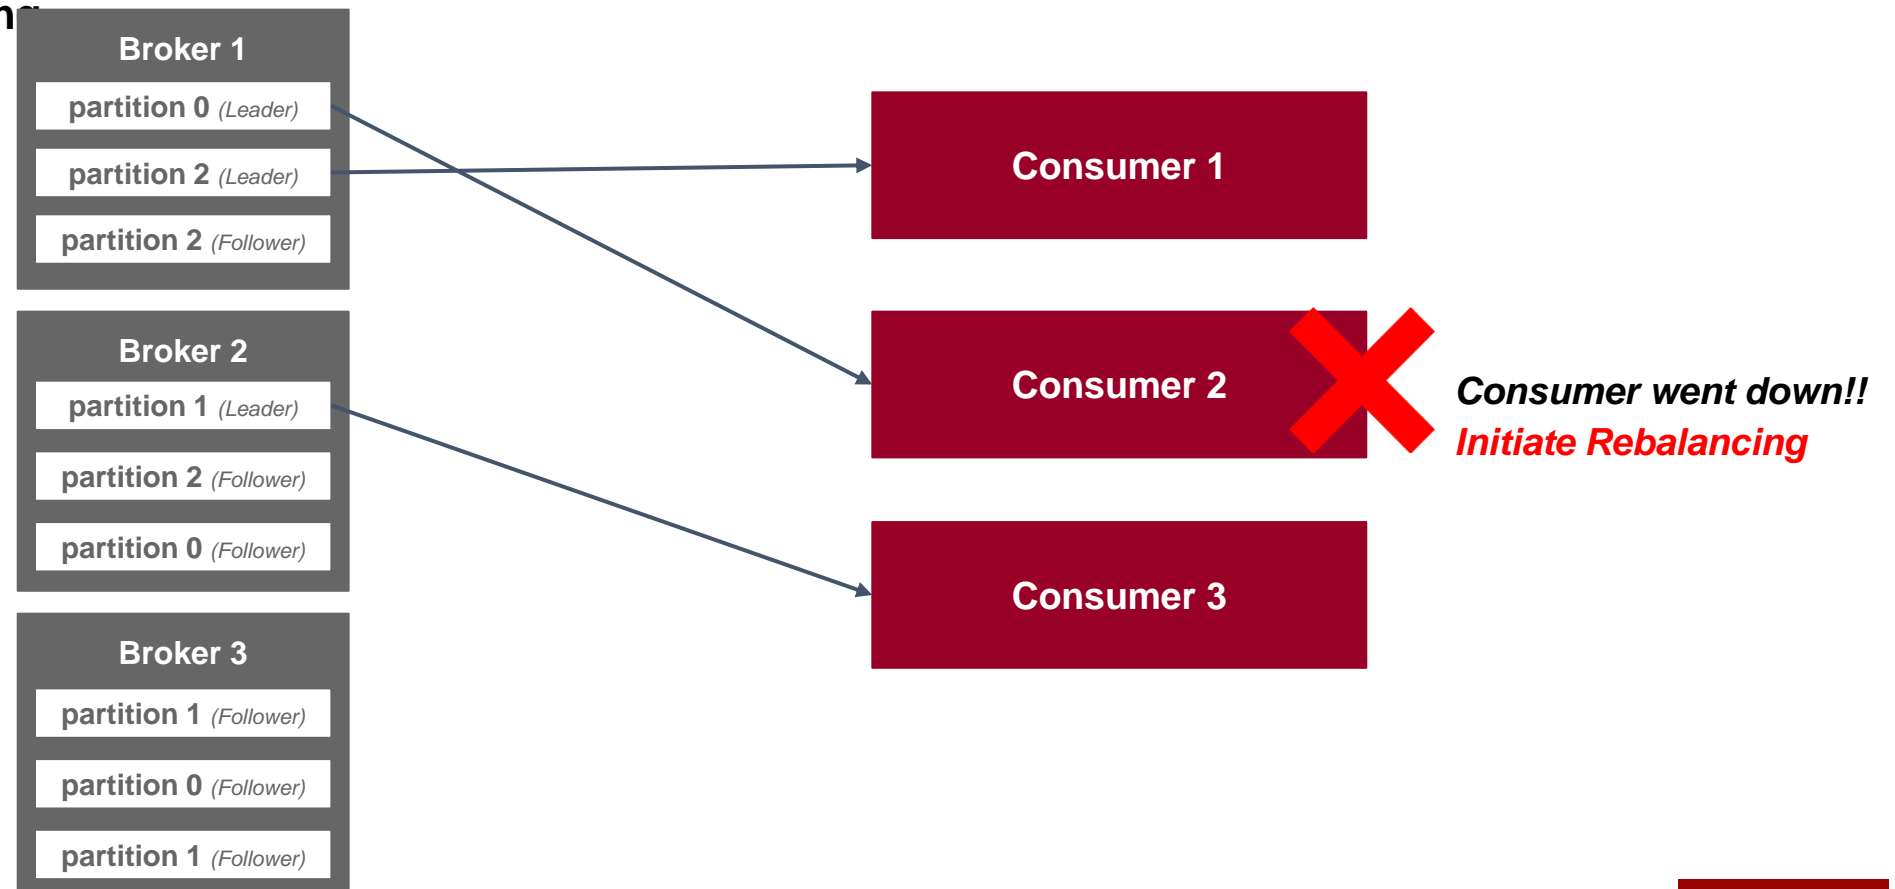 Broker 1
partition 0 (Leader)
partition 2 (Leader)
partition 2 (Follower)
Broker 2
partition 1 (Leader)
partition 2 (Follower)
partition 0 (Follower)
Broker 3
partition 1 (Follower)
partition 0 (Follower)
partition 1 (Follower)
Consumer 1
Consumer 2
Consumer 3
Consumer went down!!
Initiate Rebalancing